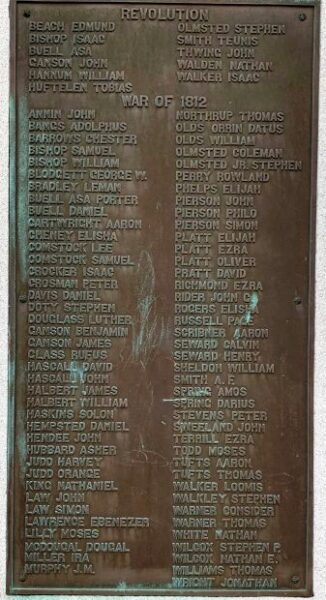 REVOLUTION
BEACH EDMUND
BISHOP ISAAC
BUELL ASA
GANSON JOHN
HANNUM WILLIAM
HUFTELEN TOBIAS
OLMSTED STEPHEN
SMITH TEUNIS
THWING JOHN
WALDEN NATHAN
WALKER ISAAC
WAR OF 1812
ANNIN JOHN
BANGS ADOLPHUS
BARROWS CHESTER
BISHOP SAMUEL
BISHOP WILLIAM
BLODGETT GEORGE W.
BRADLEY LEMAN
BUELL ASA PORTER
BUELL DANIEL
CARTWRIGHT AARON
CHENEY ELISHA
COMSTOCK LEE
COMSTOCK SAMUEL
CROCKER ISAAC
CROSMAN PETER
DAVIS DANIEL
DOTY STEPHEN
DOUGLASS LUTHER
GANSON BENJAMIN
GANSON JAMES
GLASS RUFUS
HASCALL DAVID
HASCALL JOHN
HALBERT JAMES
HALBERT WILLIAM
HASKINS SOLON
HEMPSTED DANIEL
HENDEE JOHN
HUBBARD ASHER
JUDD HARVEY
JUDD ORANGE
KING NATHANIEL
LAW JOHN
LAW SIMON
LAWRENCE EBENEZER
LILLY MOSES
MCDOUGAL DOUGAL
MILLER IRA
MURPHY J.M.
NORTHRUP THOMAS
OLDS ORRIN DATUS
OLDS WILLIAM
OLMSTED COLEMAN
OLMSTED JR STEPHEN
PERRY ROWLAND
PHELPS ELIJAH
PIERSON JOHN
PIERSON PHILO
PIERSON SIMON
PLATT ELIJAH
PLATT EZRA
PLATT OLIVER
PRATT DAVID
RICHMOND EZRA
RIDER JOHN C.
ROGERS ELISHA
RUSSELL PAUL
SCRIBNER AARON
SEWARD CALVIN
SEWARD HENRY
SHELDON WILLIAM
SMITH A. F.
SPRING AMOS
SPRING DARIUS
STEVENS PETER
SWEELAND JOHN
TERRILL EZRA
TODD MOSES
TUFTS AARON
TUFTS THOMAS
WALKER LOOMIS
WALKLEY STEPHEN
WARNER CONSIDER
WARNER THOMAS
WHITE NATHAN
WILCOX STEPHEN P.
WILCOX NATHAN E.
WILLIAMS THOMAS
WRIGHT JONATHAN